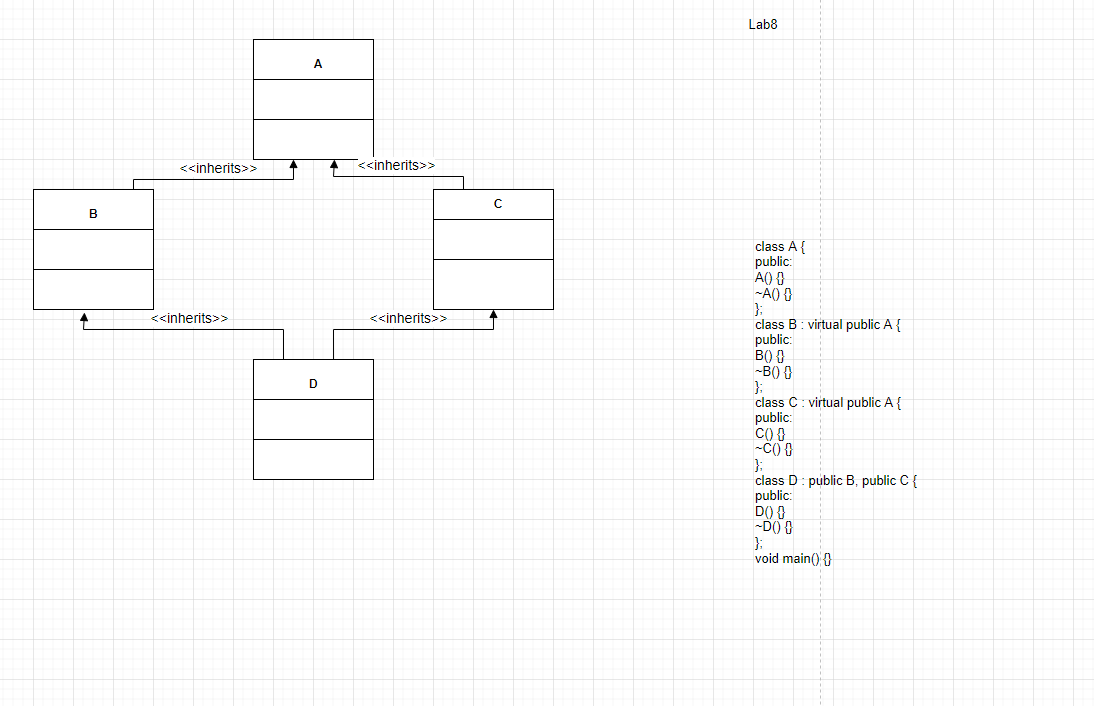 Lab8
A
<<inherits>>
<<inherits>>
B
C
<<inherits>>
<<inherits>>
D
class A {
public:
A() {}
~A() {}
};
class B : virtual public A {
public:
B() {}
~B() {}
};
class C : virtual public A {
public:
C() {}
~C() {}
};
class D : public B, public C {
public:
D() {}
~D() {}
};
void main() {}